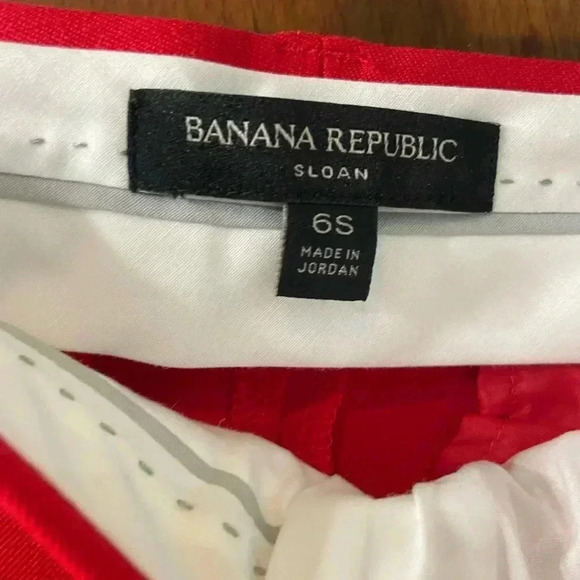 BANANA REPUBLIC
SLOAN
6S
MADE IN
JORDAN